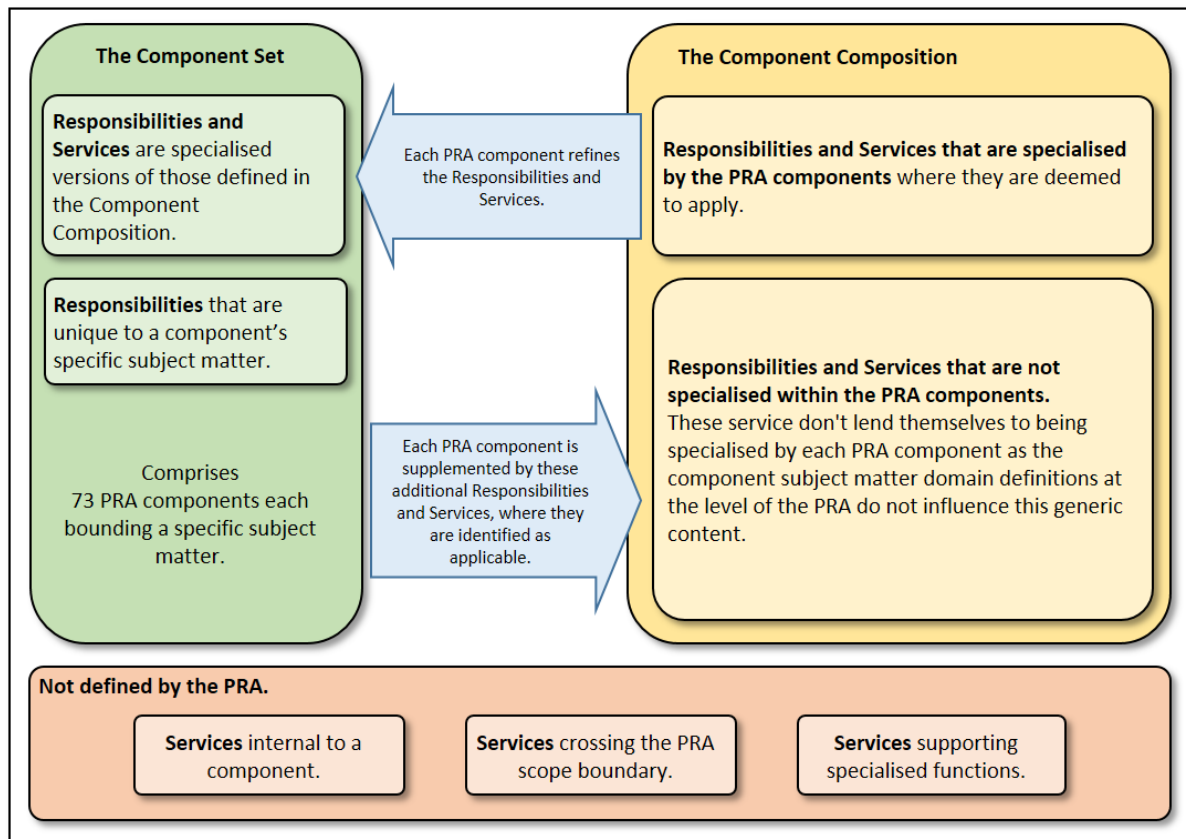 The Component Set
Responsibilities and
Services are specialised
versions of those defined in
the Component
Composition.
Responsibilities that are
unique to a component’s
specific subject matter.
Comprises
73 PRA components each
bounding a specific subject
matter.
Each PRA component refines
the Responsibilities and
Services.
Each PRA component is
supplemented by these
additional Responsibilities
and Services, where they
are identified as
applicable.
The Component Composition
Responsibilities and Services that are specialised
by the PRA components where they are deemed
to apply.
Responsibilities and Services that are not
specialised within the PRA components.
These service don't lend themselves to being
specialised by each PRA component as the
component subject matter domain definitions at
the level of the PRA do not influence this generic
content.
Not defined by the PRA.
Services internal to a
component.
Services crossing the PRA
scope boundary.
Services supporting
specialised functions.